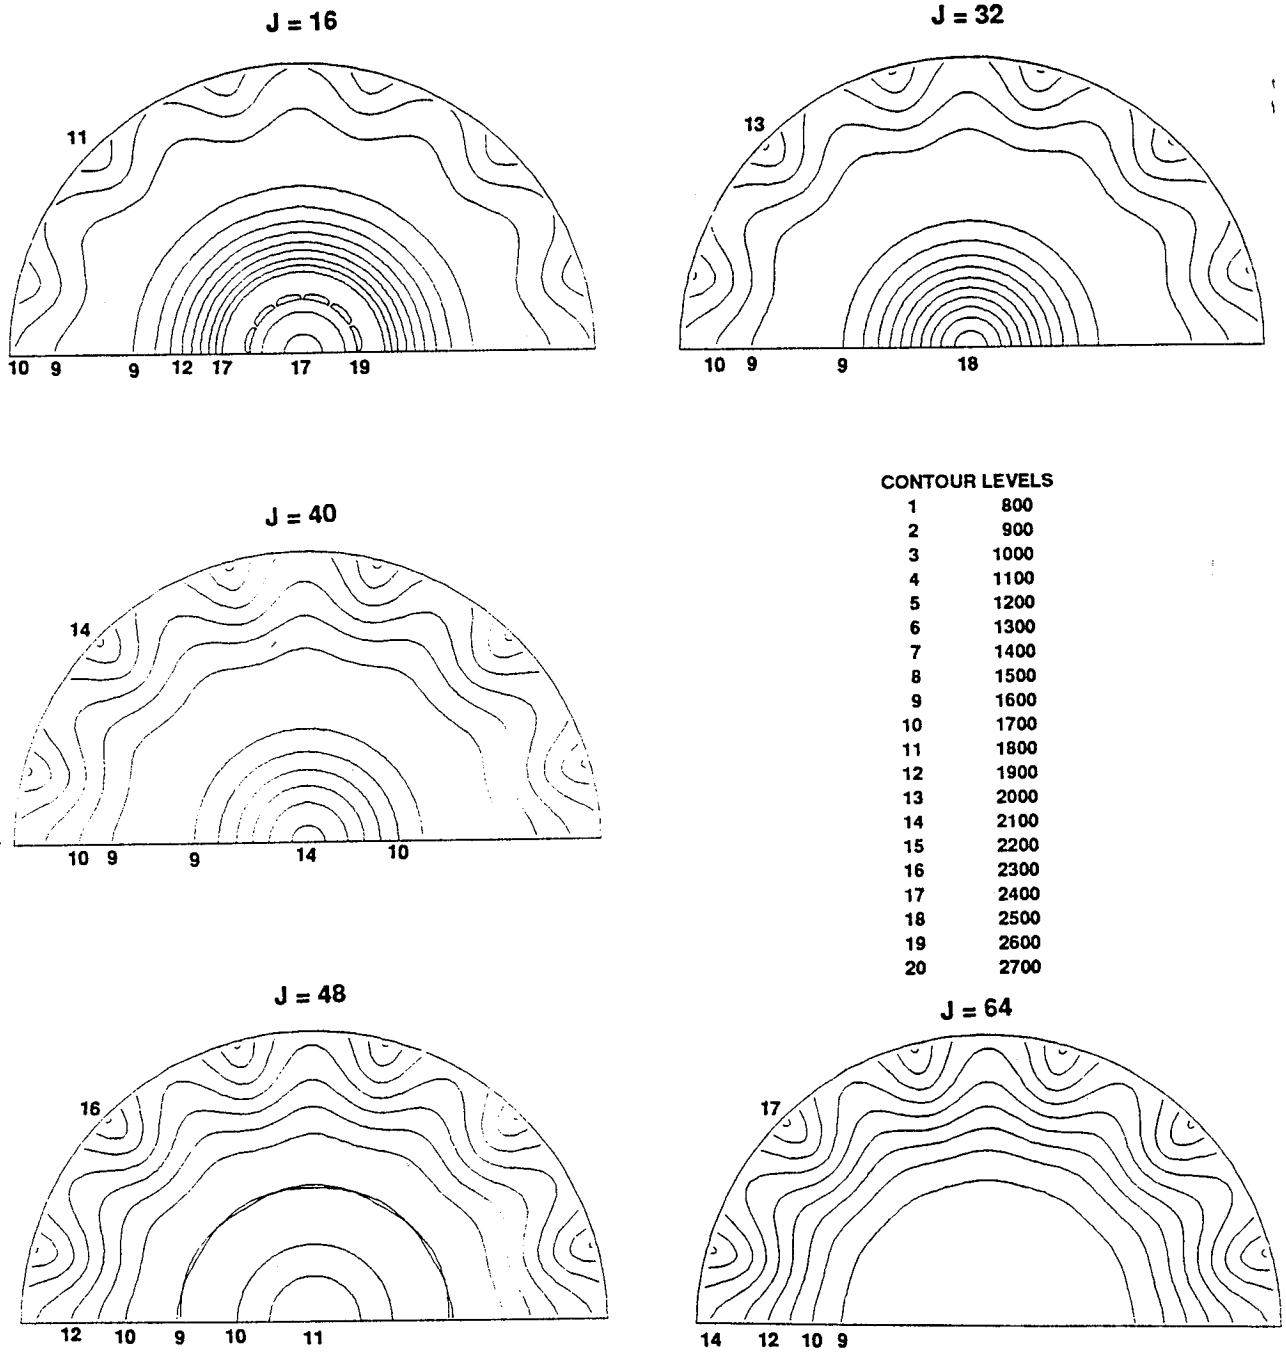 J = 16
J = 32
11
13
10 9 9 12 17 17 19
10 9 9 18
CONTOUR LEVELS
1 800
2 900
3 1000
4 1100
5 1200
6 1300
7 1400
8 1500
9 1600
10 1700
11 1800
12 1900
13 2000
14 2100
15 2200
16 2300
17 2400
18 2500
19 2600
20 2700
J = 40
14
10 9 9 14 10
J = 48
J = 64
16
17
12 10 9 10 11
14 12 10 9